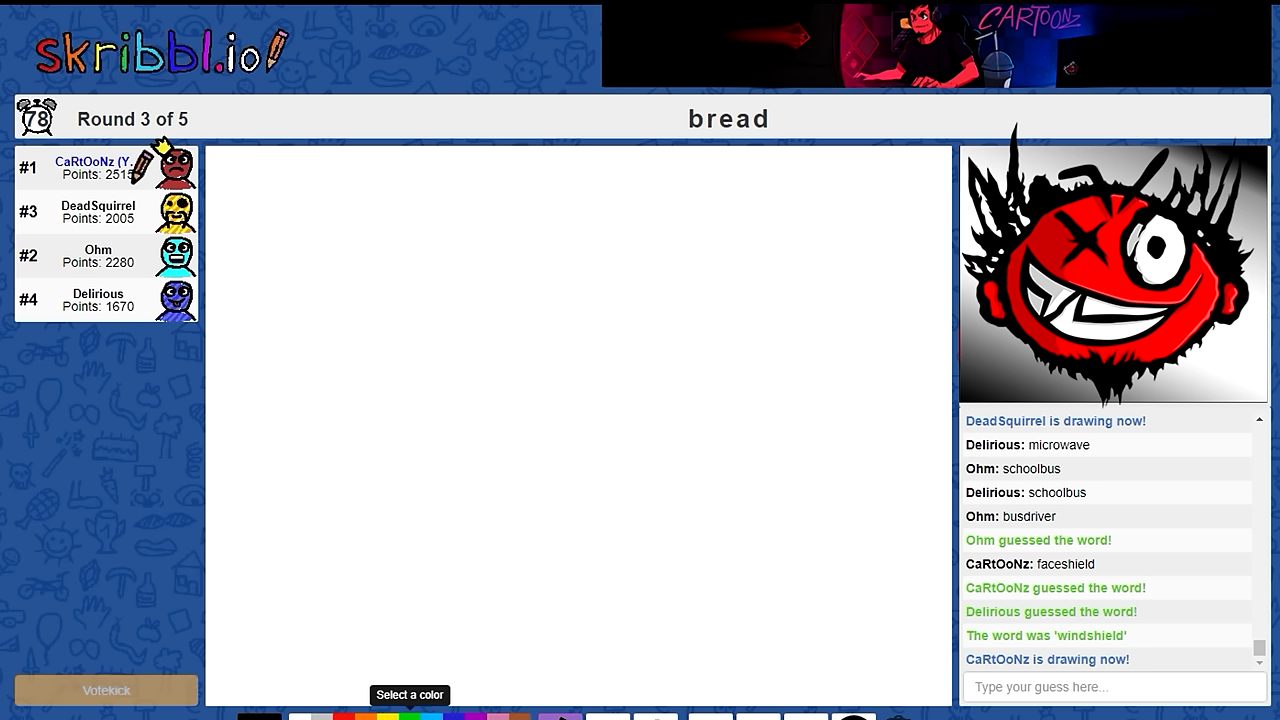 skribbl.io
CARTOONZ
78
Round 3 of 5
bread
#1
CaRtOoNz (Y.
Points: 2515
#3
DeadSquirrel
Points: 2005
#2
Ohm
Points: 2280
#4
Delirious
Points: 1670
DeadSquirrel is drawing now!
Delirious: microwave
Ohm: schoolbus
Delirious: schoolbus
Ohm: busdriver
Ohm guessed the word!
CaRtOoNz: faceshield
CaRtOoNz guessed the word!
Delirious guessed the word!
The word was 'windshield'
CaRtOoNz is drawing now!
Type your guess here...
Votekick
Select a color